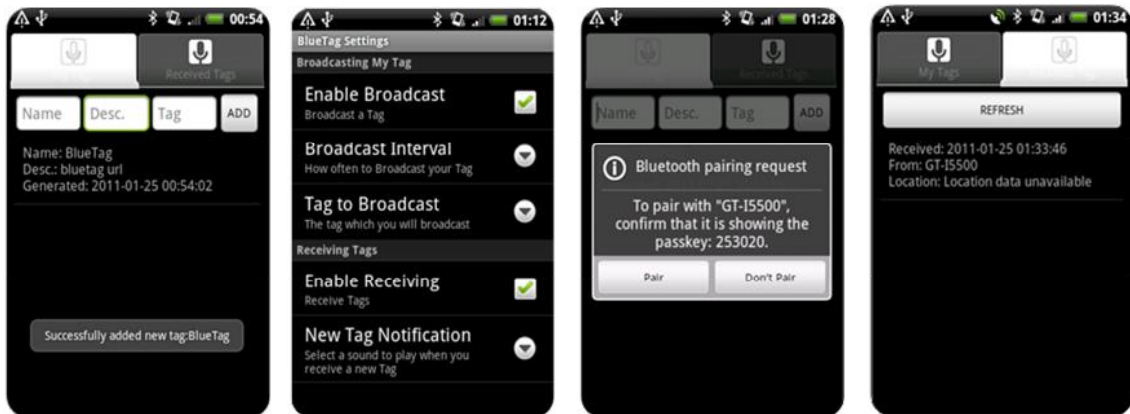 00:54
Received Tags
Name
Desc.
Tag
ADD
Name: BlueTag
Desc.: bluetag url
Generated: 2011-01-25 00:54:02
Successfully added new tag:BlueTag
01:12
BlueTag Settings
Broadcasting My Tag
Enable Broadcast
Broadcast a Tag
Broadcast Interval
How often to Broadcast your Tag
Tag to Broadcast
The tag which you will broadcast
Receiving Tags
Enable Receiving
Receive Tags
New Tag Notification
Select a sound to play when you
receive a new Tag
01:28
Received Tags
Name
Desc.
Tag
ADD
Bluetooth pairing request
To pair with "GT-I5500",
confirm that it is showing the
passkey: 253020.
Pair
Don't Pair
01:34
My Tags
REFRESH
Received: 2011-01-25 01:33:46
From: GT-I5500
Location: Location data unavailable